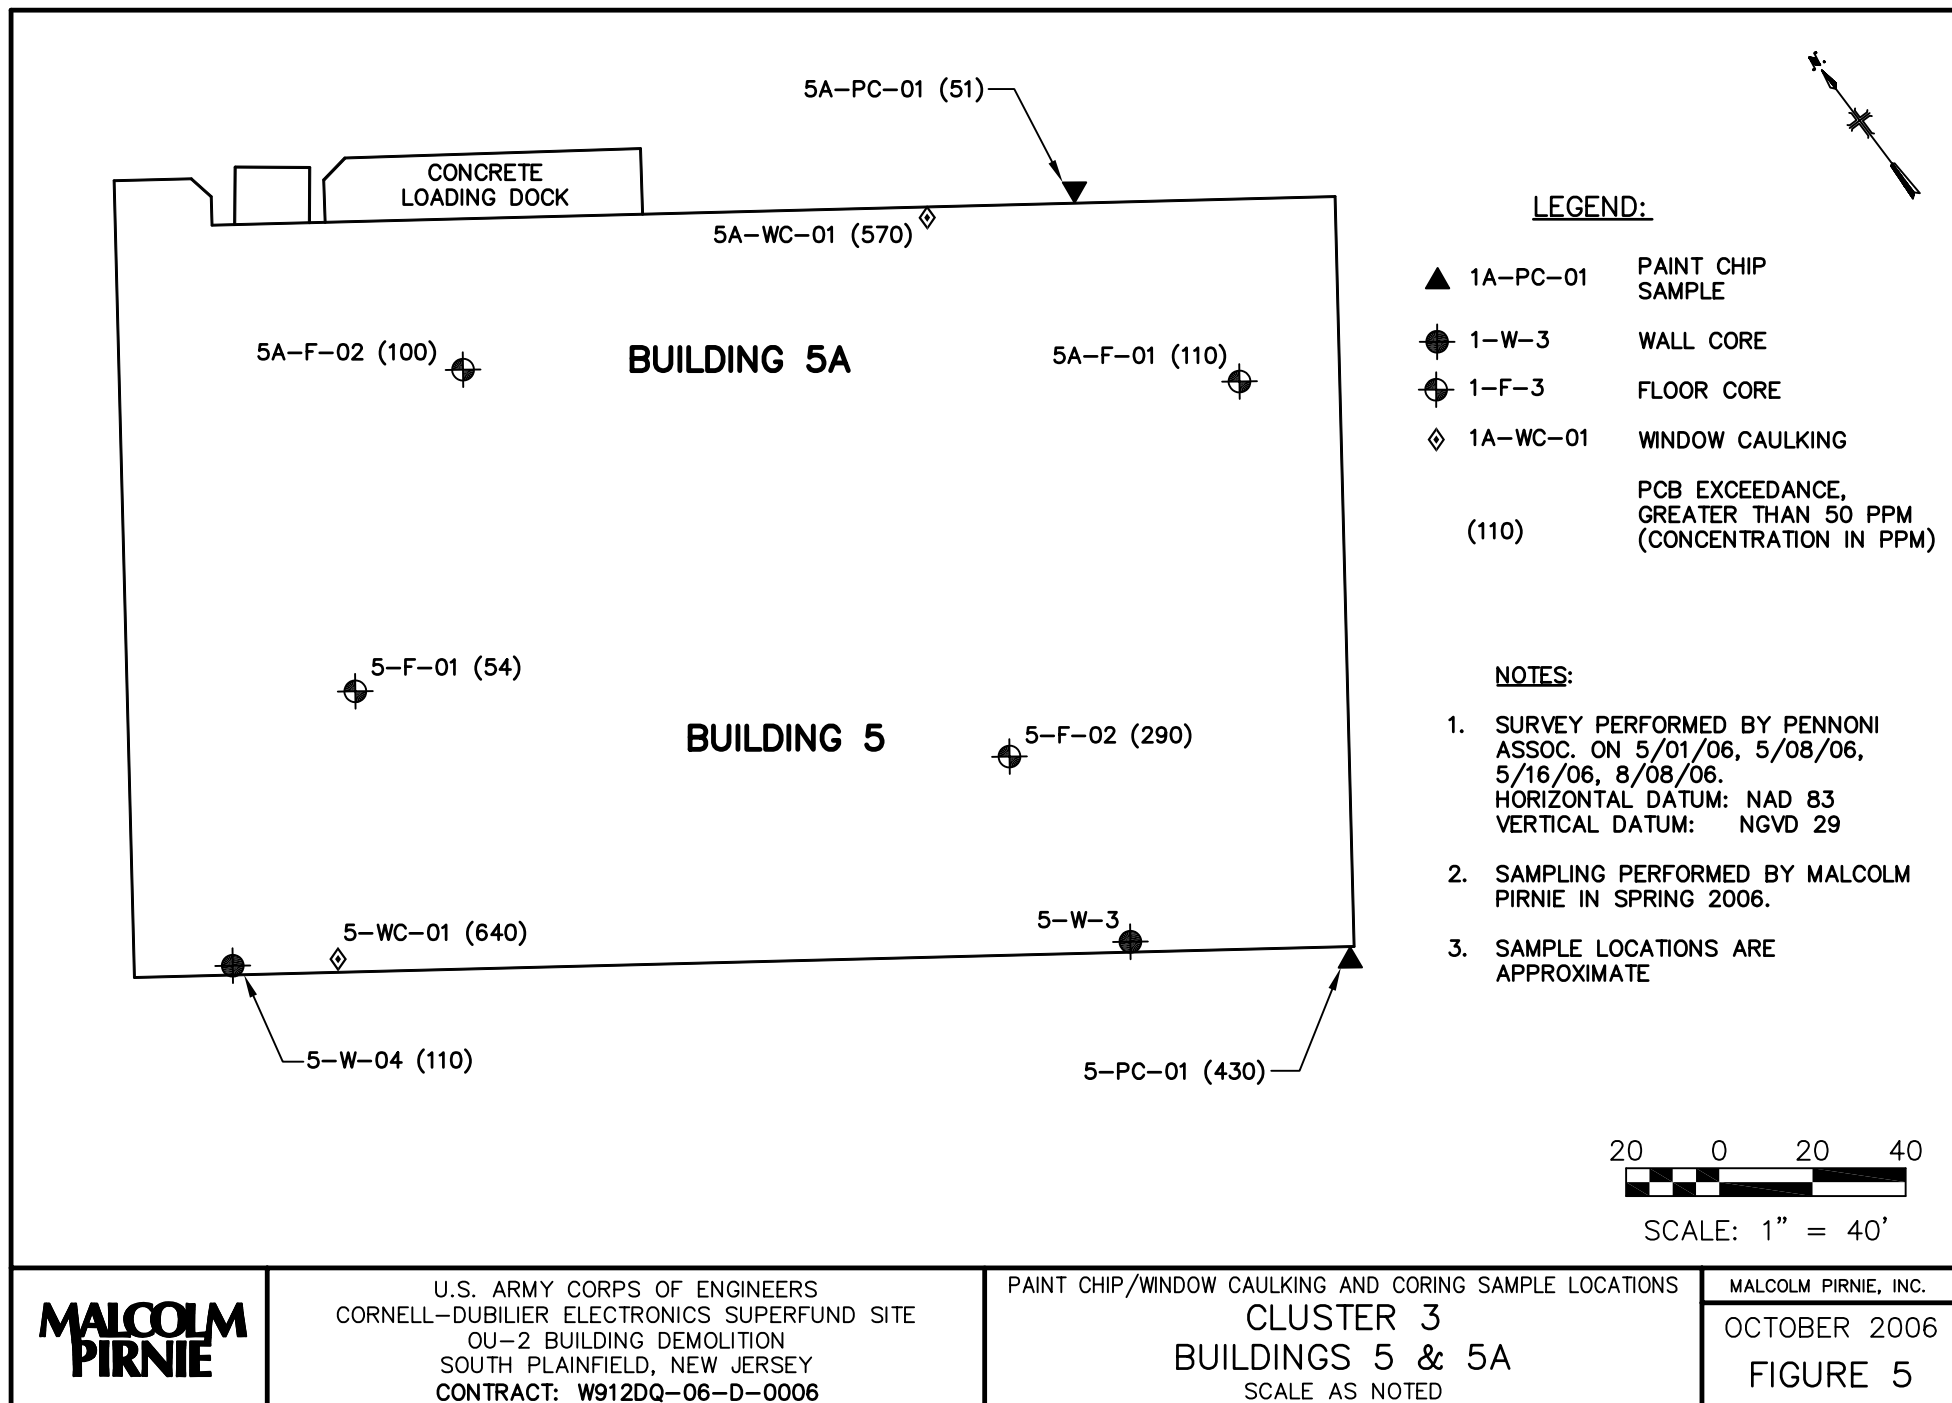 5A-PC-01 (51)
N.
CONCRETE
LOADING DOCK
5A-WC-01 (570)
5A-F-02 (100)
BUILDING 5A
5A-F-01 (110)
5-F-01 (54)
BUILDING 5
5-F-02 (290)
5-WC-01 (640)
5-W-3
5-W-04 (110)
5-PC-01 (430)
LEGEND:
1A-PC-01 PAINT CHIP
SAMPLE
1-W-3 WALL CORE
1-F-3 FLOOR CORE
1A-WC-01 WINDOW CAULKING
PCB EXCEEDANCE,
GREATER THAN 50 PPM
(110) (CONCENTRATION IN PPM)
NOTES:
1. SURVEY PERFORMED BY PENNONI
ASSOC. ON 5/01/06, 5/08/06,
5/16/06, 8/08/06.
HORIZONTAL DATUM: NAD 83
VERTICAL DATUM: NGVD 29
2. SAMPLING PERFORMED BY MALCOLM
PIRNIE IN SPRING 2006.
3. SAMPLE LOCATIONS ARE
APPROXIMATE
20 0 20 40
SCALE: 1" = 40'
MALCOLM
PIRNIE
U.S. ARMY CORPS OF ENGINEERS
CORNELL-DUBILIER ELECTRONICS SUPERFUND SITE
OU-2 BUILDING DEMOLITION
SOUTH PLAINFIELD, NEW JERSEY
CONTRACT: W912DQ-06-D-0006
PAINT CHIP/WINDOW CAULKING AND CORING SAMPLE LOCATIONS
CLUSTER 3
BUILDINGS 5 & 5A
SCALE AS NOTED
MALCOLM PIRNIE, INC.
OCTOBER 2006
FIGURE 5